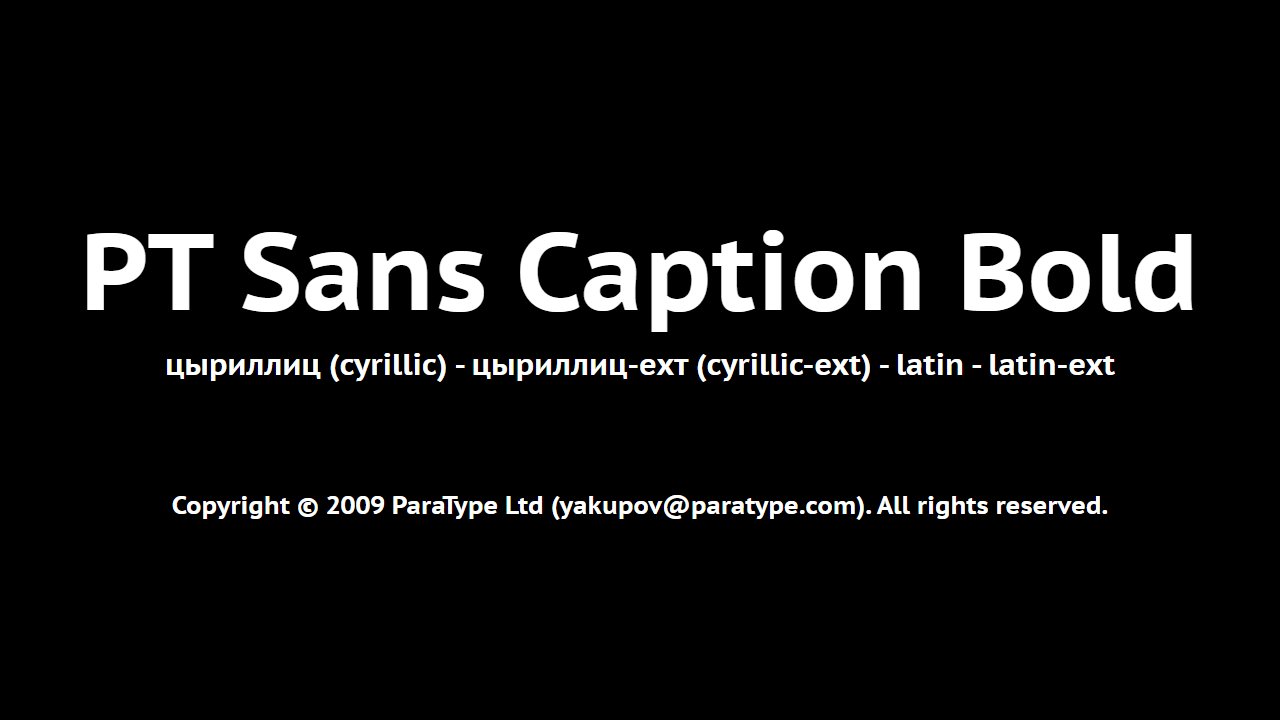 PT Sans Caption Bold
цыриллиц (cyrillic) - цыриллиц-ехт (cyrillic-ext) - latin - latin-ext
Copyright © 2009 ParaType Ltd (yakupov@paratype.com). All rights reserved.